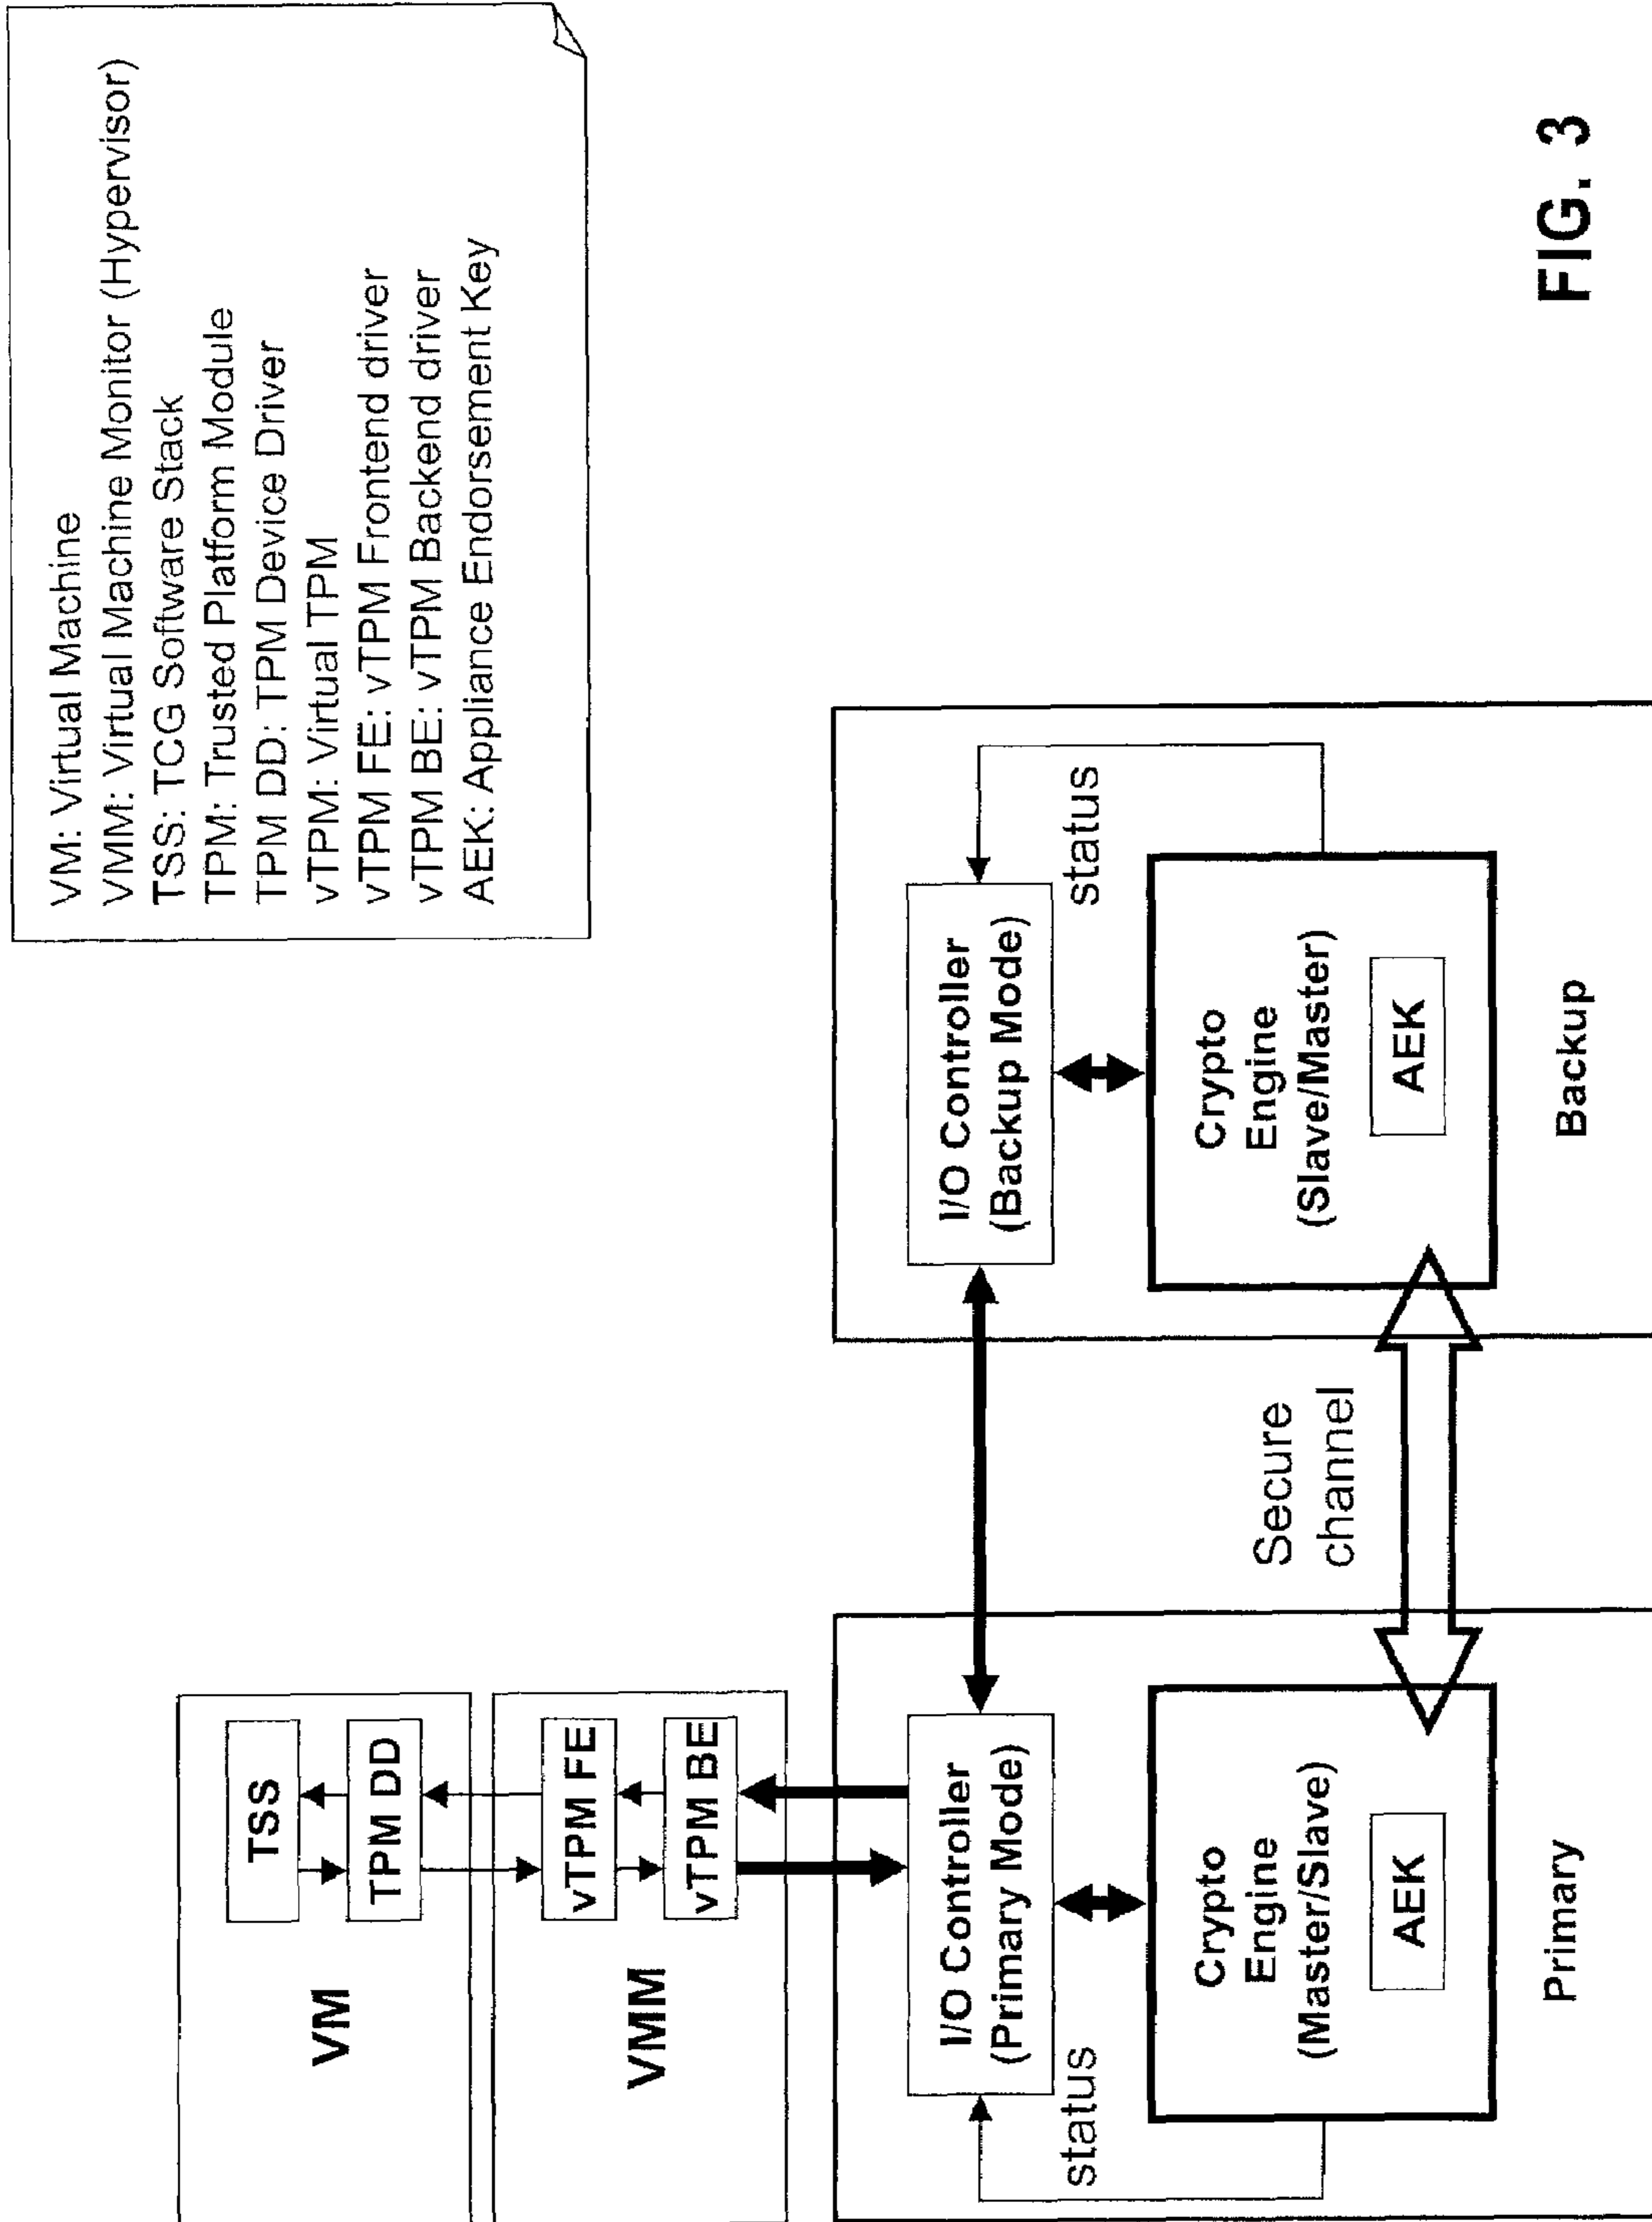 VM: Virtual Machine
VMM: Virtual Machine Monitor (Hypervisor)
TSS: TCG Software Stack
TPM: Trusted Platform Module
TPM DD: TPM Device Driver
vTPM: Virtual TPM
vTPM FE: vTPM Frontend driver
vTPM BE: vTPM Backend driver
AEK: Appliance Endorsement Key
VM
TSS
TPM DD
VMM
vTPM FE
vTPM BE
I/O Controller
(Primary Mode)
status
Crypto
Engine
(Master/Slave)
AEK
Primary
Secure
channel
I/O Controller
(Backup Mode)
status
Crypto
Engine
(Slave/Master)
AEK
Backup
FIG. 3